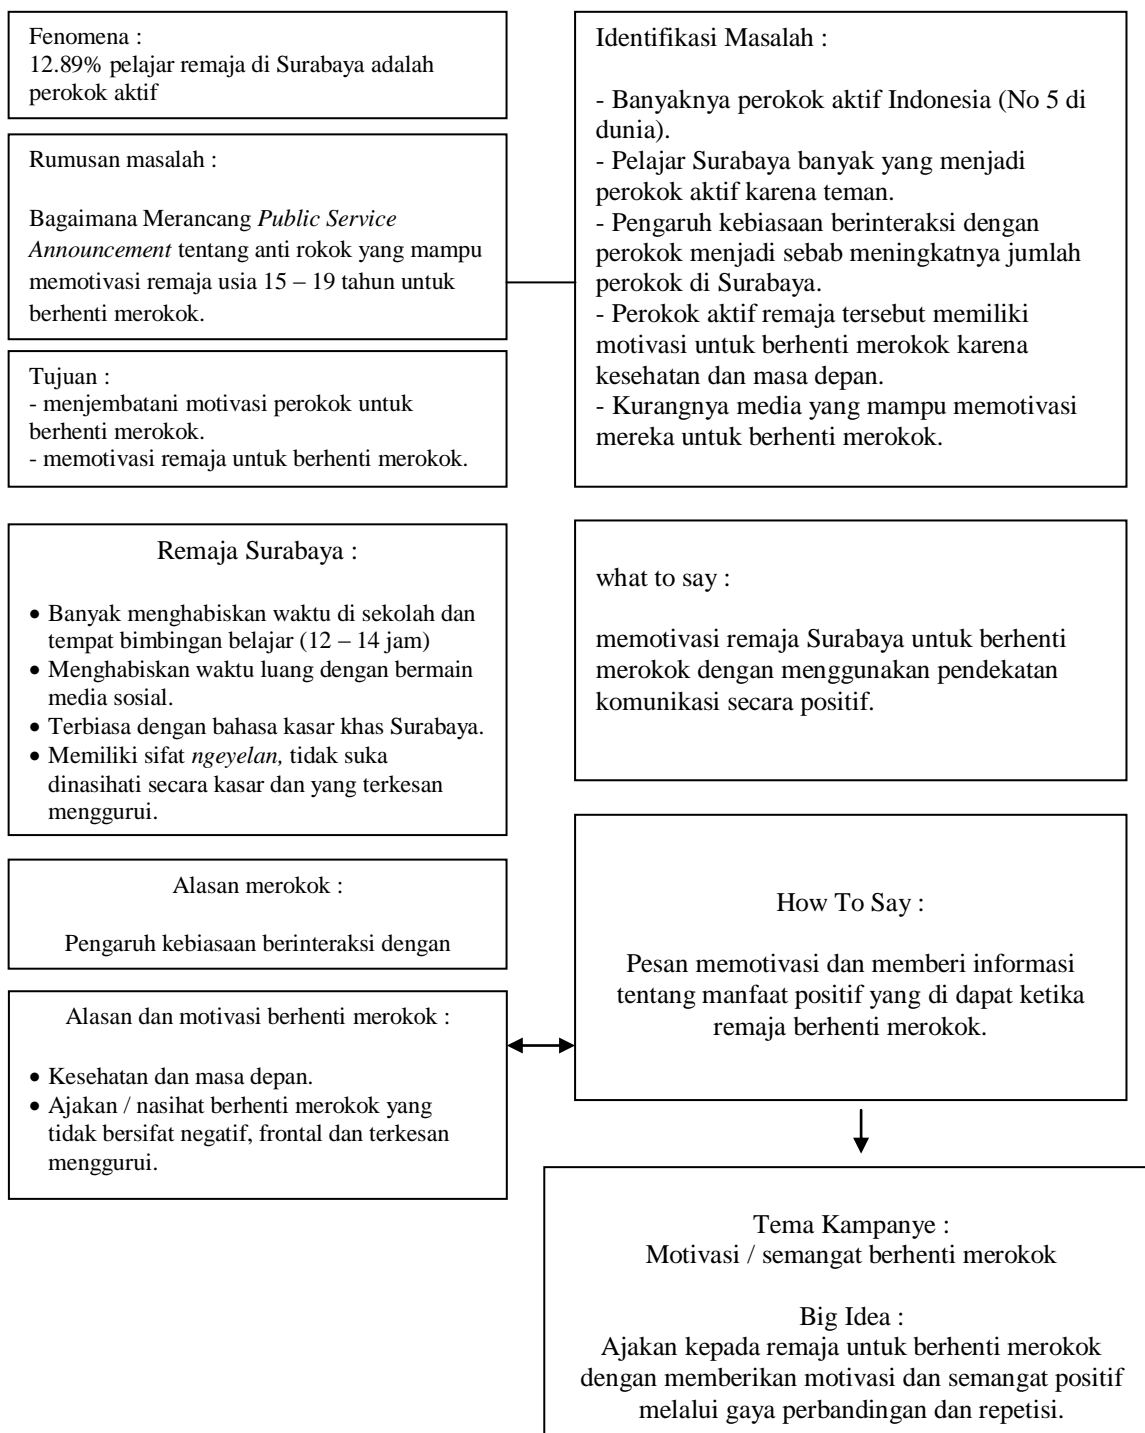 Fenomena :
12.89% pelajar remaja di Surabaya adalah
perokok aktif
Rumusan masalah :
Bagaimana Merancang Public Service
Announcement tentang anti rokok yang mampu
memotivasi remaja usia 15 – 19 tahun untuk
berhenti merokok.
Tujuan :
- menjembatani motivasi perokok untuk
berhenti merokok.
- memotivasi remaja untuk berhenti merokok.
Identifikasi Masalah :
- Banyaknya perokok aktif Indonesia (No 5 di
dunia).
- Pelajar Surabaya banyak yang menjadi
perokok aktif karena teman.
- Pengaruh kebiasaan berinteraksi dengan
perokok menjadi sebab meningkatnya jumlah
perokok di Surabaya.
- Perokok aktif remaja tersebut memiliki
motivasi untuk berhenti merokok karena
kesehatan dan masa depan.
- Kurangnya media yang mampu memotivasi
mereka untuk berhenti merokok.
Remaja Surabaya :
• Banyak menghabiskan waktu di sekolah dan
tempat bimbingan belajar (12 – 14 jam)
• Menghabiskan waktu luang dengan bermain
media sosial.
• Terbiasa dengan bahasa kasar khas Surabaya.
• Memiliki sifat ngeyelan, tidak suka
dinasihati secara kasar dan yang terkesan
menggurui.
what to say :
memotivasi remaja Surabaya untuk berhenti
merokok dengan menggunakan pendekatan
komunikasi secara positif.
Alasan merokok :
Pengaruh kebiasaan berinteraksi dengan
Alasan dan motivasi berhenti merokok :
• Kesehatan dan masa depan.
• Ajakan / nasihat berhenti merokok yang
tidak bersifat negatif, frontal dan terkesan
menggurui.
How To Say :
Pesan memotivasi dan memberi informasi
tentang manfaat positif yang di dapat ketika
remaja berhenti merokok.
Tema Kampanye :
Motivasi / semangat berhenti merokok
Big Idea :
Ajakan kepada remaja untuk berhenti merokok
dengan memberikan motivasi dan semangat positif
melalui gaya perbandingan dan repetisi.